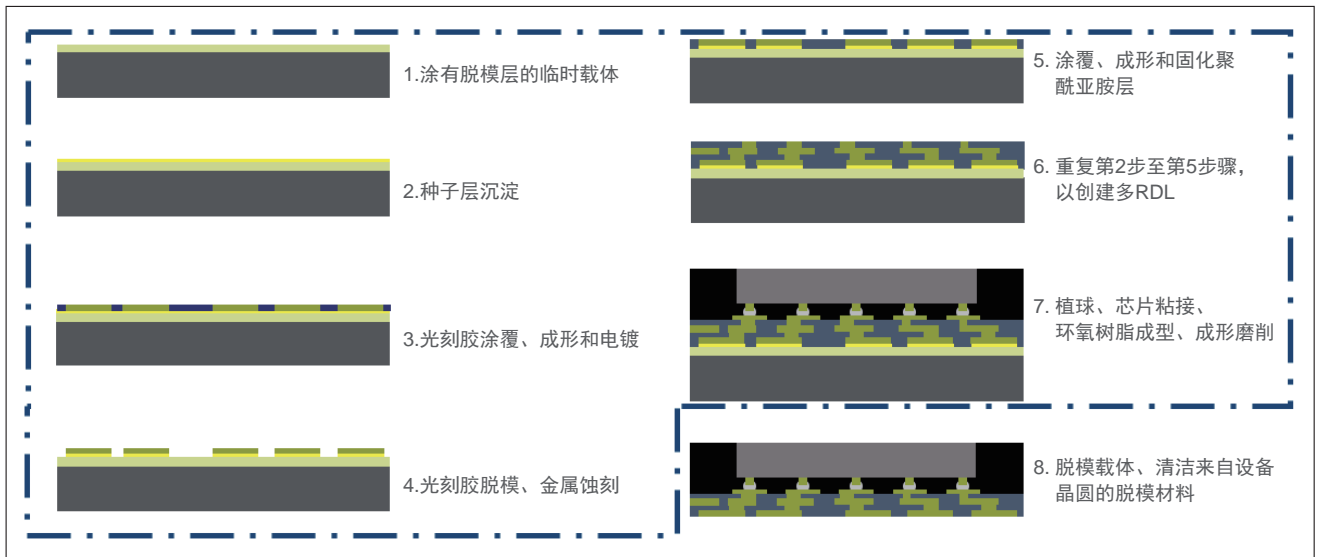 1.涂有脱模层的临时载体
2.种子层沉淀
3.光刻胶涂覆、成形和电镀
4.光刻胶脱模、金属蚀刻
5. 涂覆、成形和固化聚
酰亚胺层
6. 重复第2步至第5步骤，
以创建多RDL
7. 植球、芯片粘接、
环氧树脂成型、成形磨削
8. 脱模载体、清洁来自设备
晶圆的脱模材料